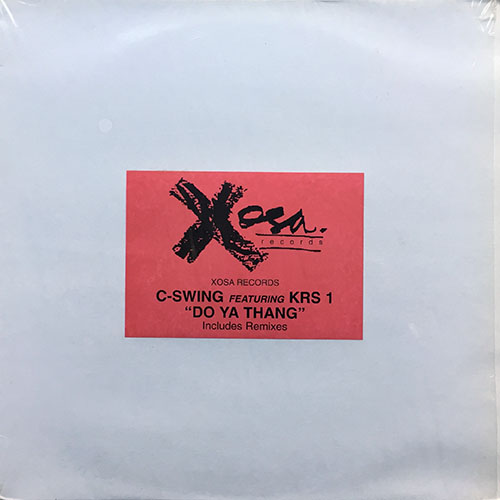 Xosa.
records
XOSA RECORDS
C-SWING FEATURING KRS 1
"DO YA THANG"
Includes Remixes